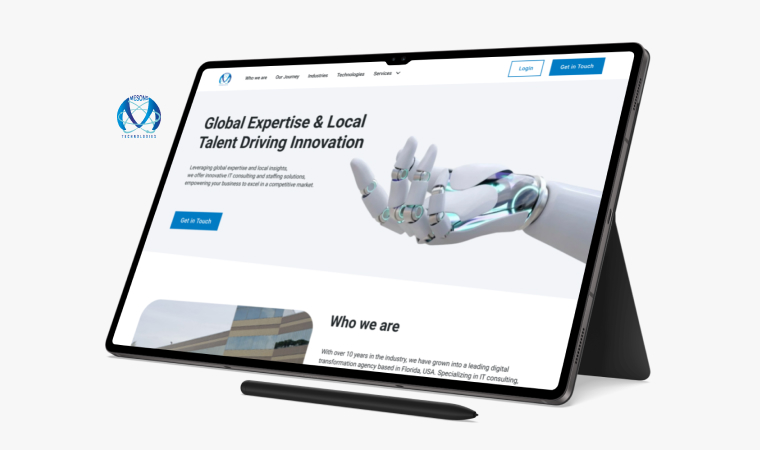 MESONS
TECHNOLOGIES
Who we are
Our Journey
Industries
Technologies
Services
Login
Get in Touch
Global Expertise & Local
Talent Driving Innovation
Leveraging global expertise and local insights,
we offer innovative IT consulting and staffing solutions,
empowering your business to excel in a competitive market.
Get in Touch
Who we are
With over 10 years in the industry, we have grown into a leading digital
transformation agency based in Florida, USA. Specializing in IT consulting,